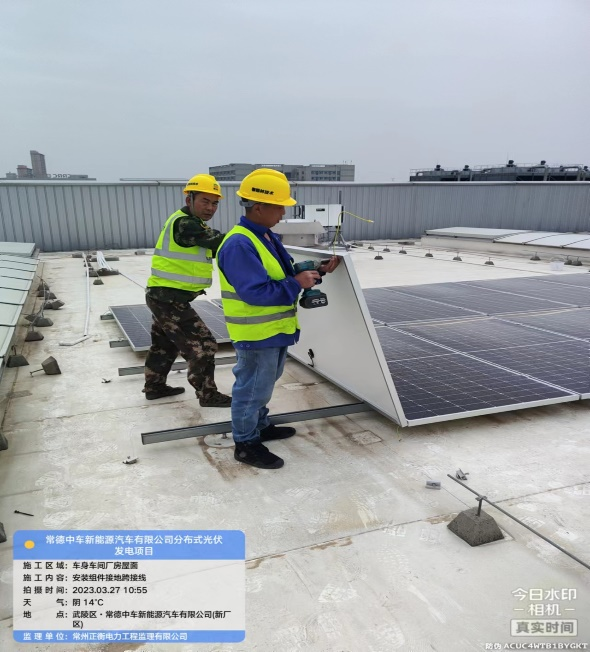 常德中车新能源汽车有限公司分布式光伏
发电项目
施工区域：车身车间厂房屋面
施工内容：安装组件接地跨接线
拍摄时间：2023.03.27 10:55
天气：阴 14℃
地点：武陵区·常德中车新能源汽车有限公司(新厂
区)
监理单位：常州正衡电力工程监理有限公司
今日水印
-相机-
真实时间
防伪 ACUC4WTB1BYGKT